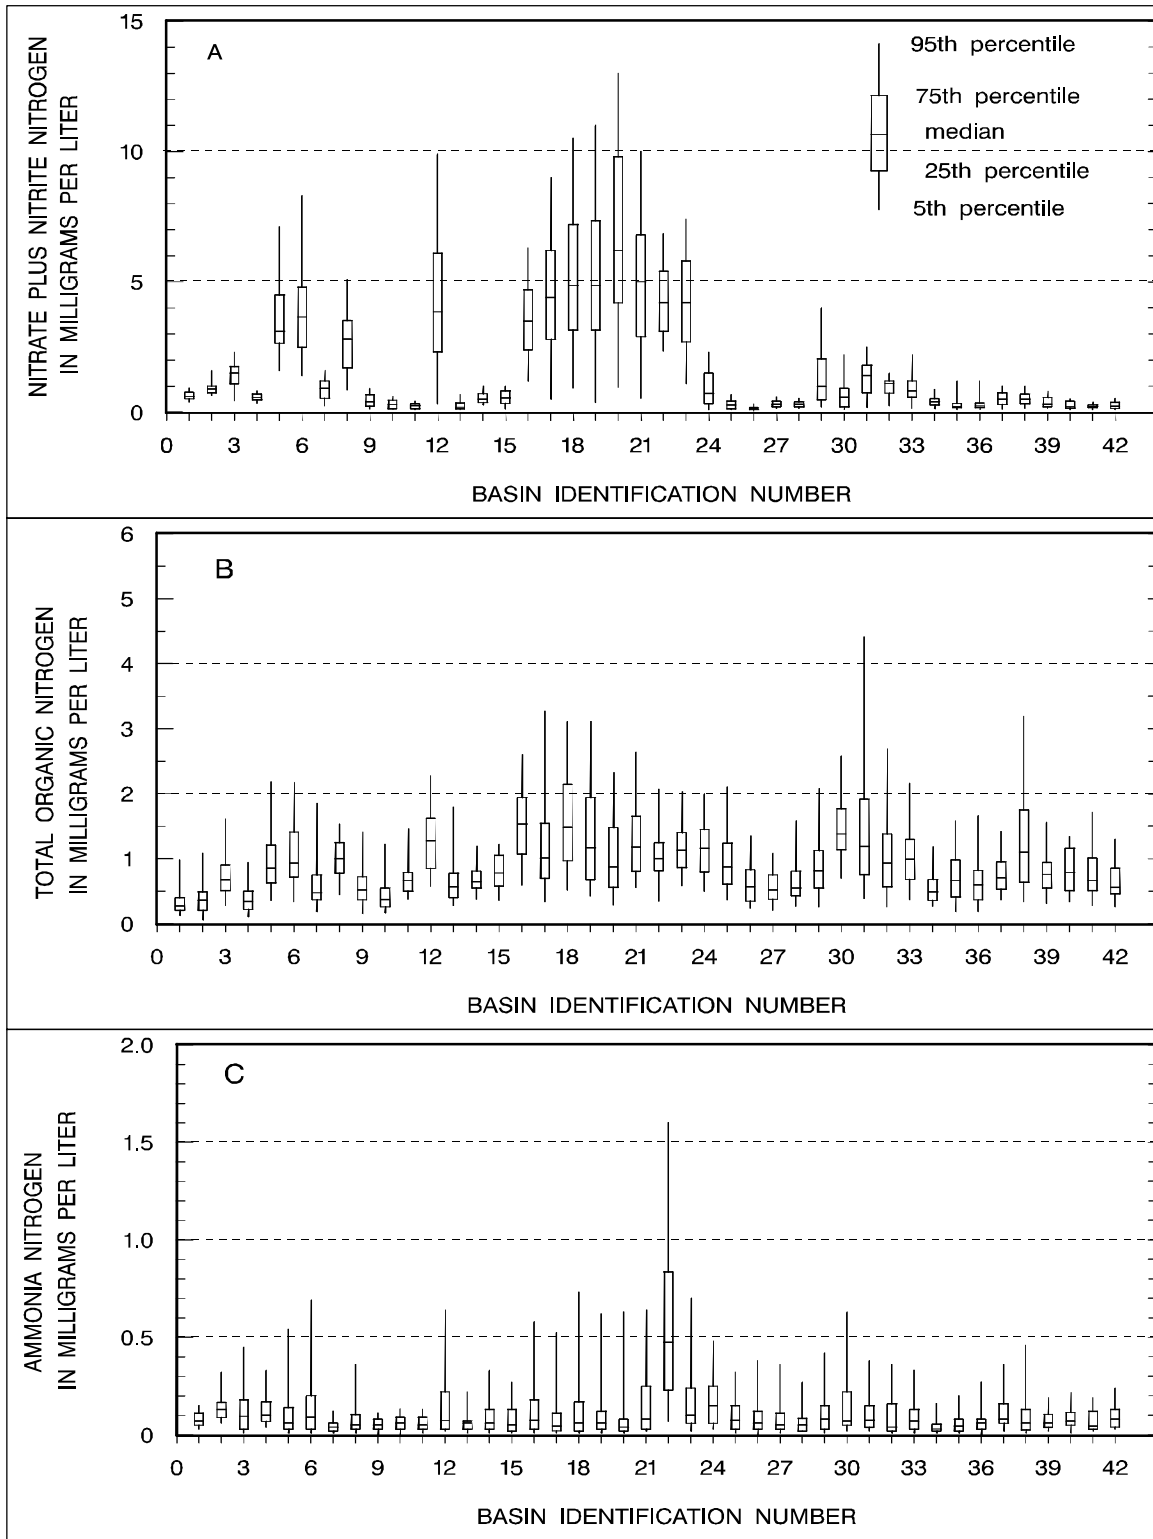 15
A
95th percentile
75th percentile
median
25th percentile
5th percentile
10
5
0
NITRATE PLUS NITRITE NITROGEN
IN MILLIGRAMS PER LITER
0 3 6 9 12 15 18 21 24 27 30 33 36 39 42
BASIN IDENTIFICATION NUMBER
6
B
5
4
3
2
1
0
TOTAL ORGANIC NITROGEN
IN MILLIGRAMS PER LITER
0 3 6 9 12 15 18 21 24 27 30 33 36 39 42
BASIN IDENTIFICATION NUMBER
2.0
C
1.5
1.0
0.5
0
AMMONIA NITROGEN
IN MILLIGRAMS PER LITER
0 3 6 9 12 15 18 21 24 27 30 33 36 39 42
BASIN IDENTIFICATION NUMBER